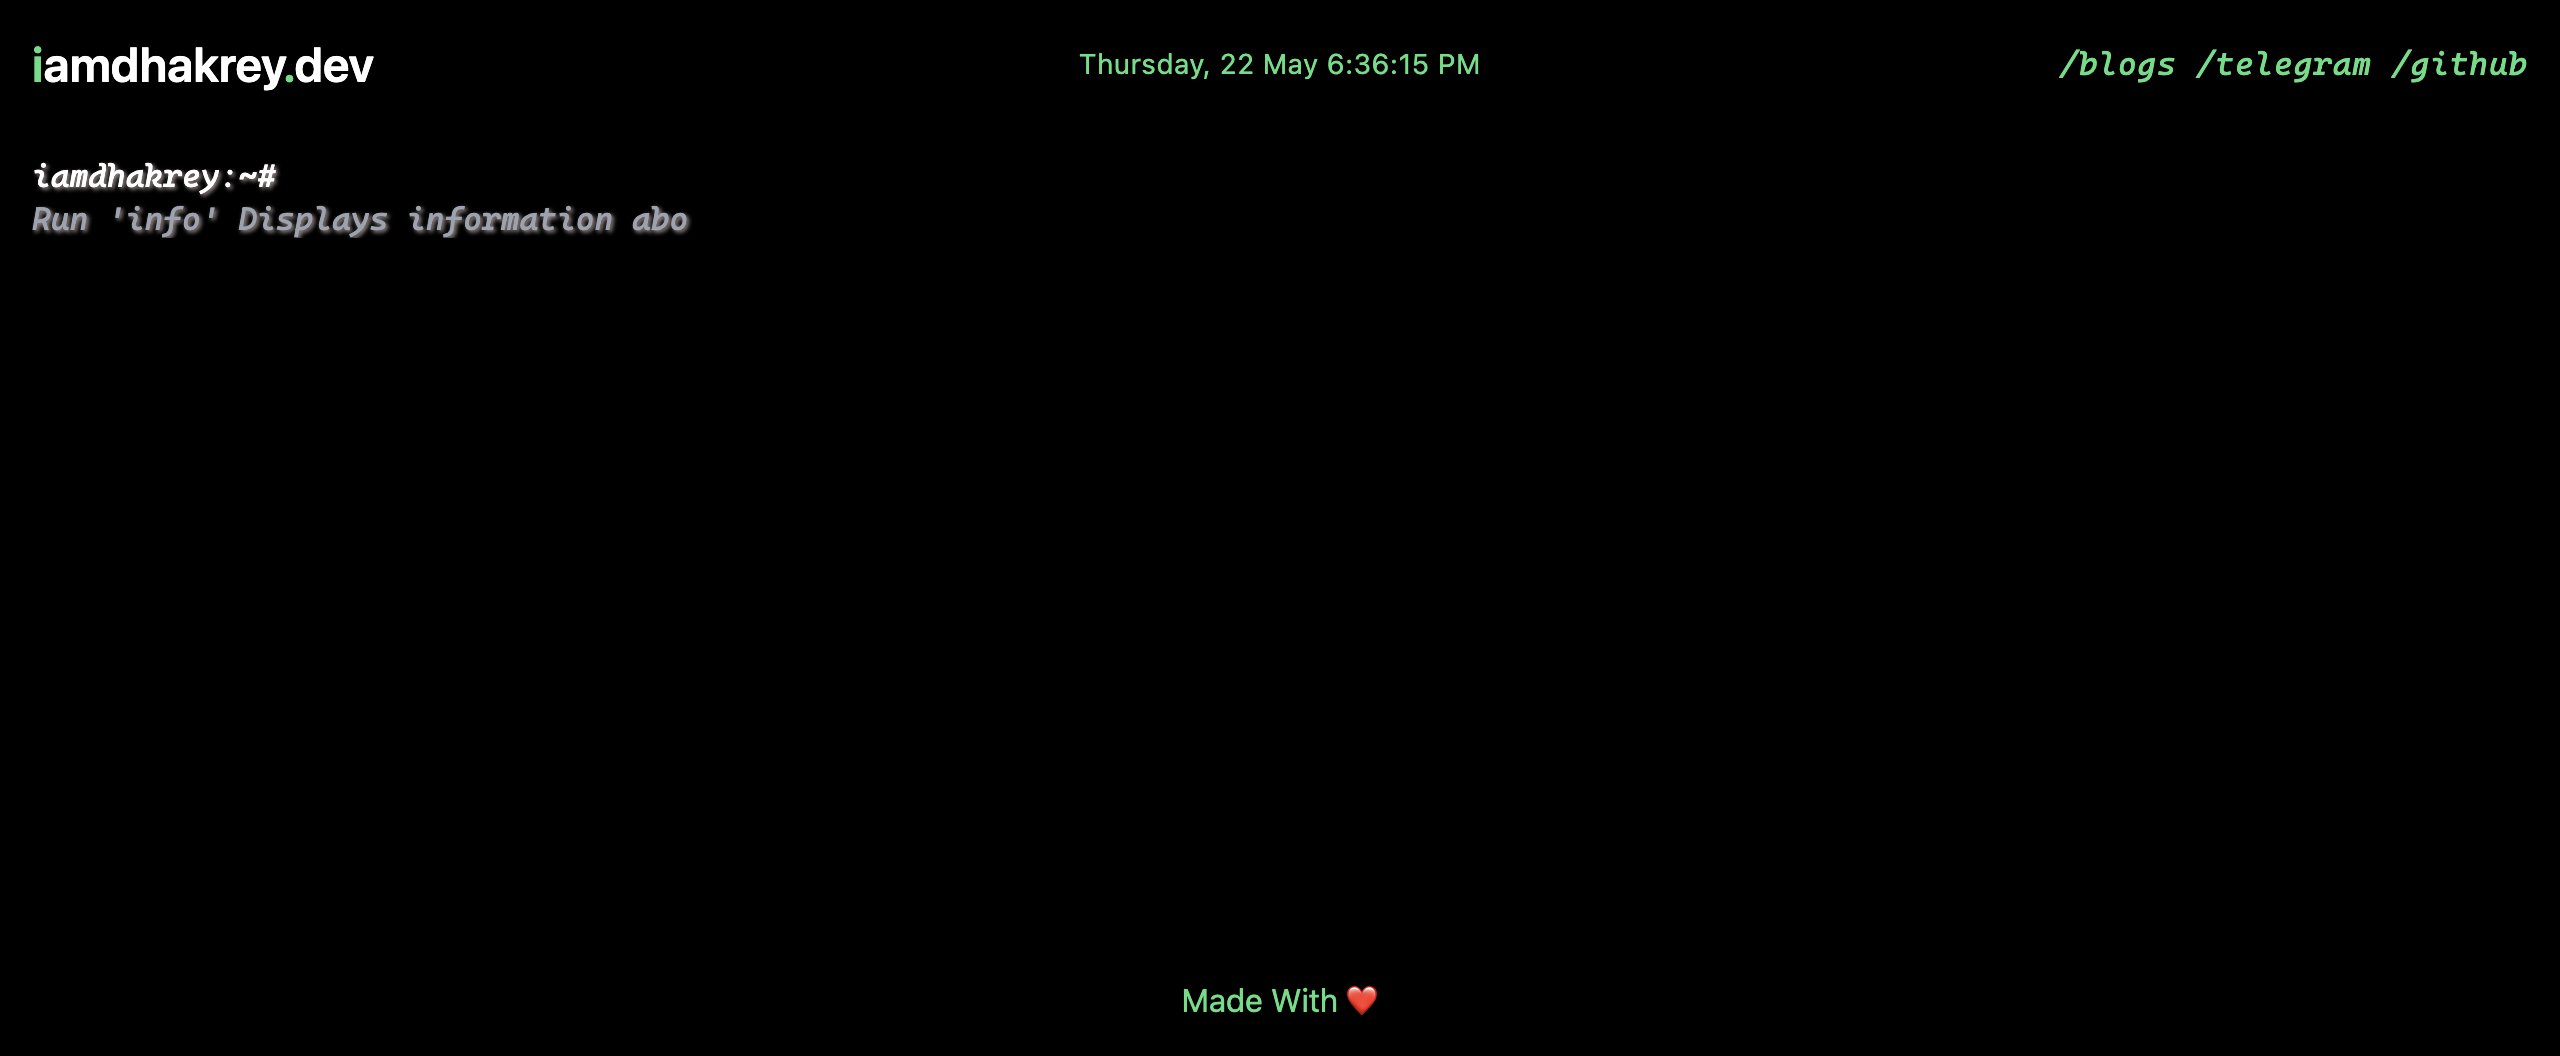 iamdhakrey.dev
Thursday, 22 May 6:36:15 PM
/blogs /telegram /github
iamdhakrey:~#
Run 'info' Displays information abo
Made With ❤️